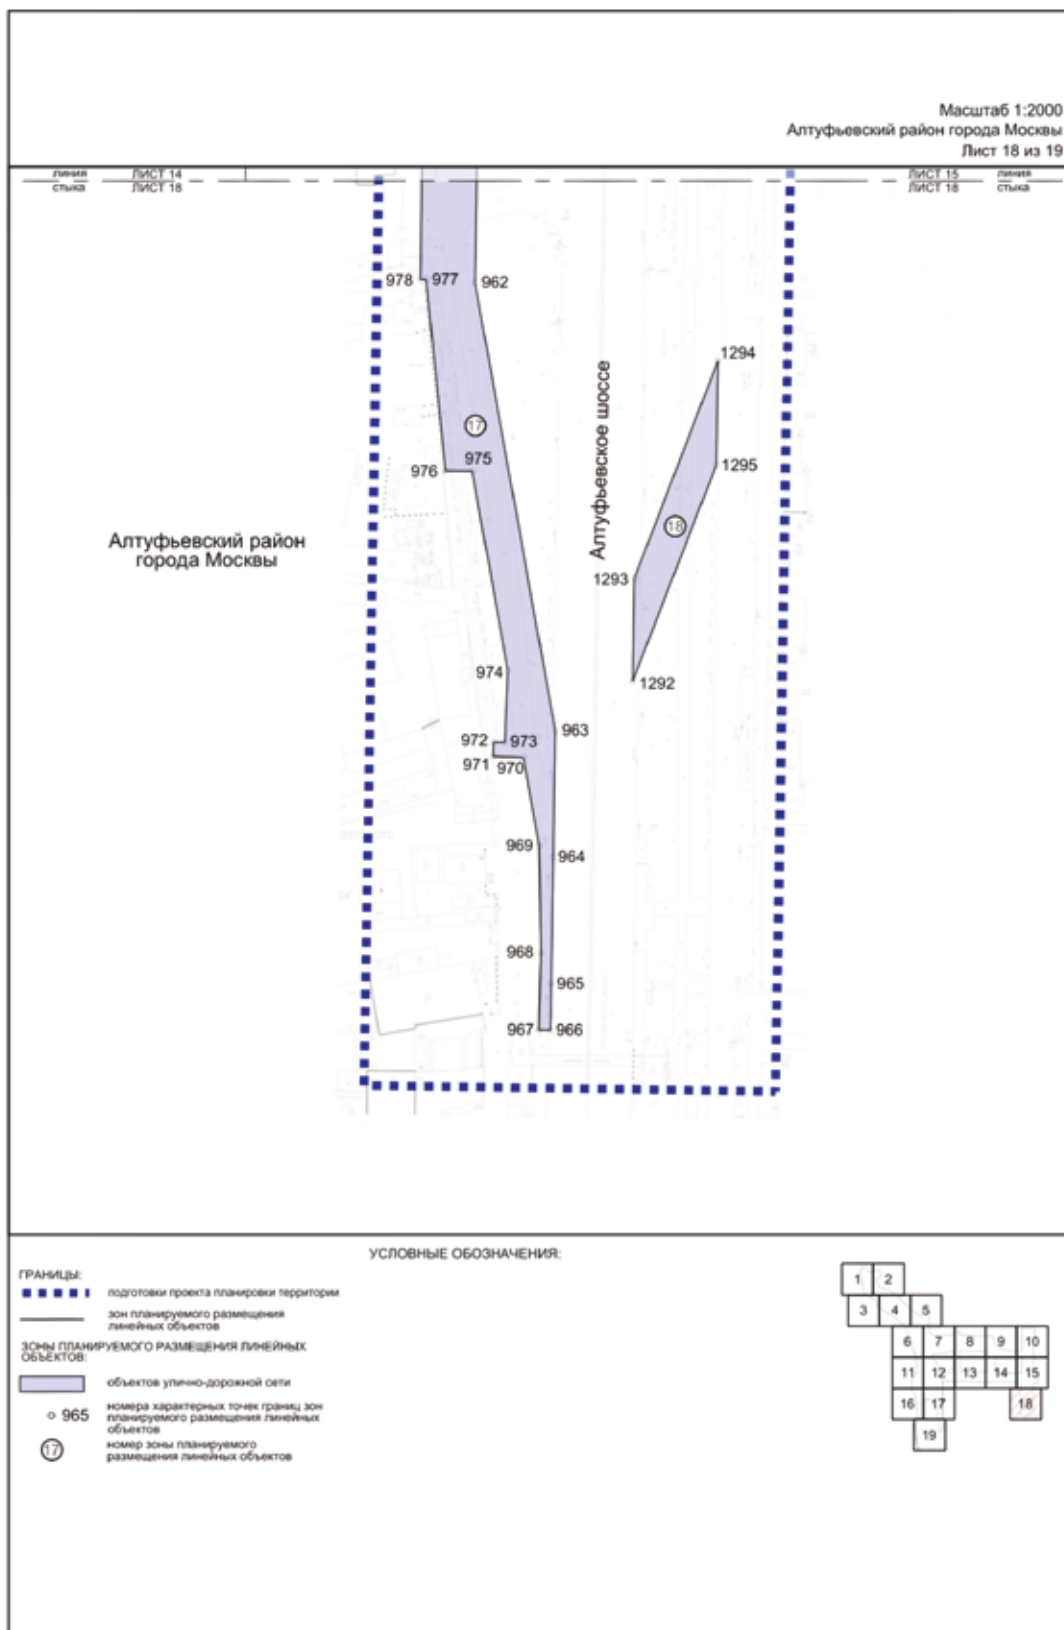 Масштаб 1:2000
Алтуфьевский район города Москвы
Лист 18 из 19
линия ЛИСТ 14 ЛИСТ 15 линия
стыка ЛИСТ 18 ЛИСТ 18 стыка
978 977 962
1294
17
975
976
1295
Алтуфьевское шоссе
18
Алтуфьевский район
города Москвы
1293
974
1292
963
972 973
971 970
969
964
968
965
967 966
УСЛОВНЫЕ ОБОЗНАЧЕНИЯ:
ГРАНИЦЫ:
подготовки проекта планировки территории
зон планируемого размещения
линейных объектов
ЗОНЫ ПЛАНИРУЕМОГО РАЗМЕЩЕНИЯ ЛИНЕЙНЫХ
ОБЪЕКТОВ:
объектов улично-дорожной сети
965 номера характерных точек границ зон
планируемого размещения линейных
объектов
17 номер зоны планируемого
размещения линейных объектов
1 2
3 4 5
6 7 8 9 10
11 12 13 14 15
16 17 18
19